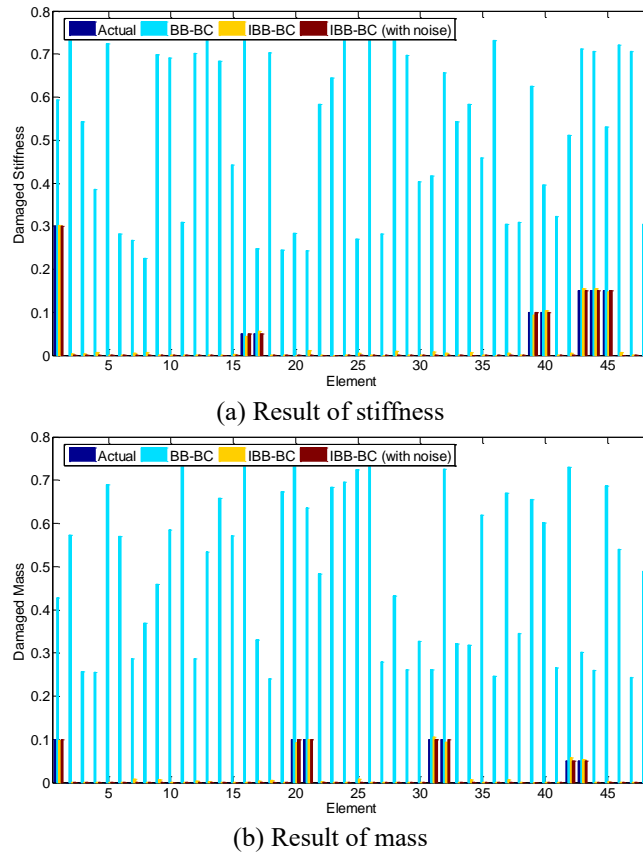 0.8
Actual BB-BC IBB-BC IBB-BC (with noise)
0.7
0.6
0.5
0.4
0.3
0.2
0.1
0
Damaged Stiffness
5 10 15 20 25 30 35 40 45
Element
(a) Result of stiffness
0.8
Actual BB-BC IBB-BC IBB-BC (with noise)
0.7
0.6
0.5
0.4
0.3
0.2
0.1
0
Damaged Mass
5 10 15 20 25 30 35 40 45
Element
(b) Result of mass